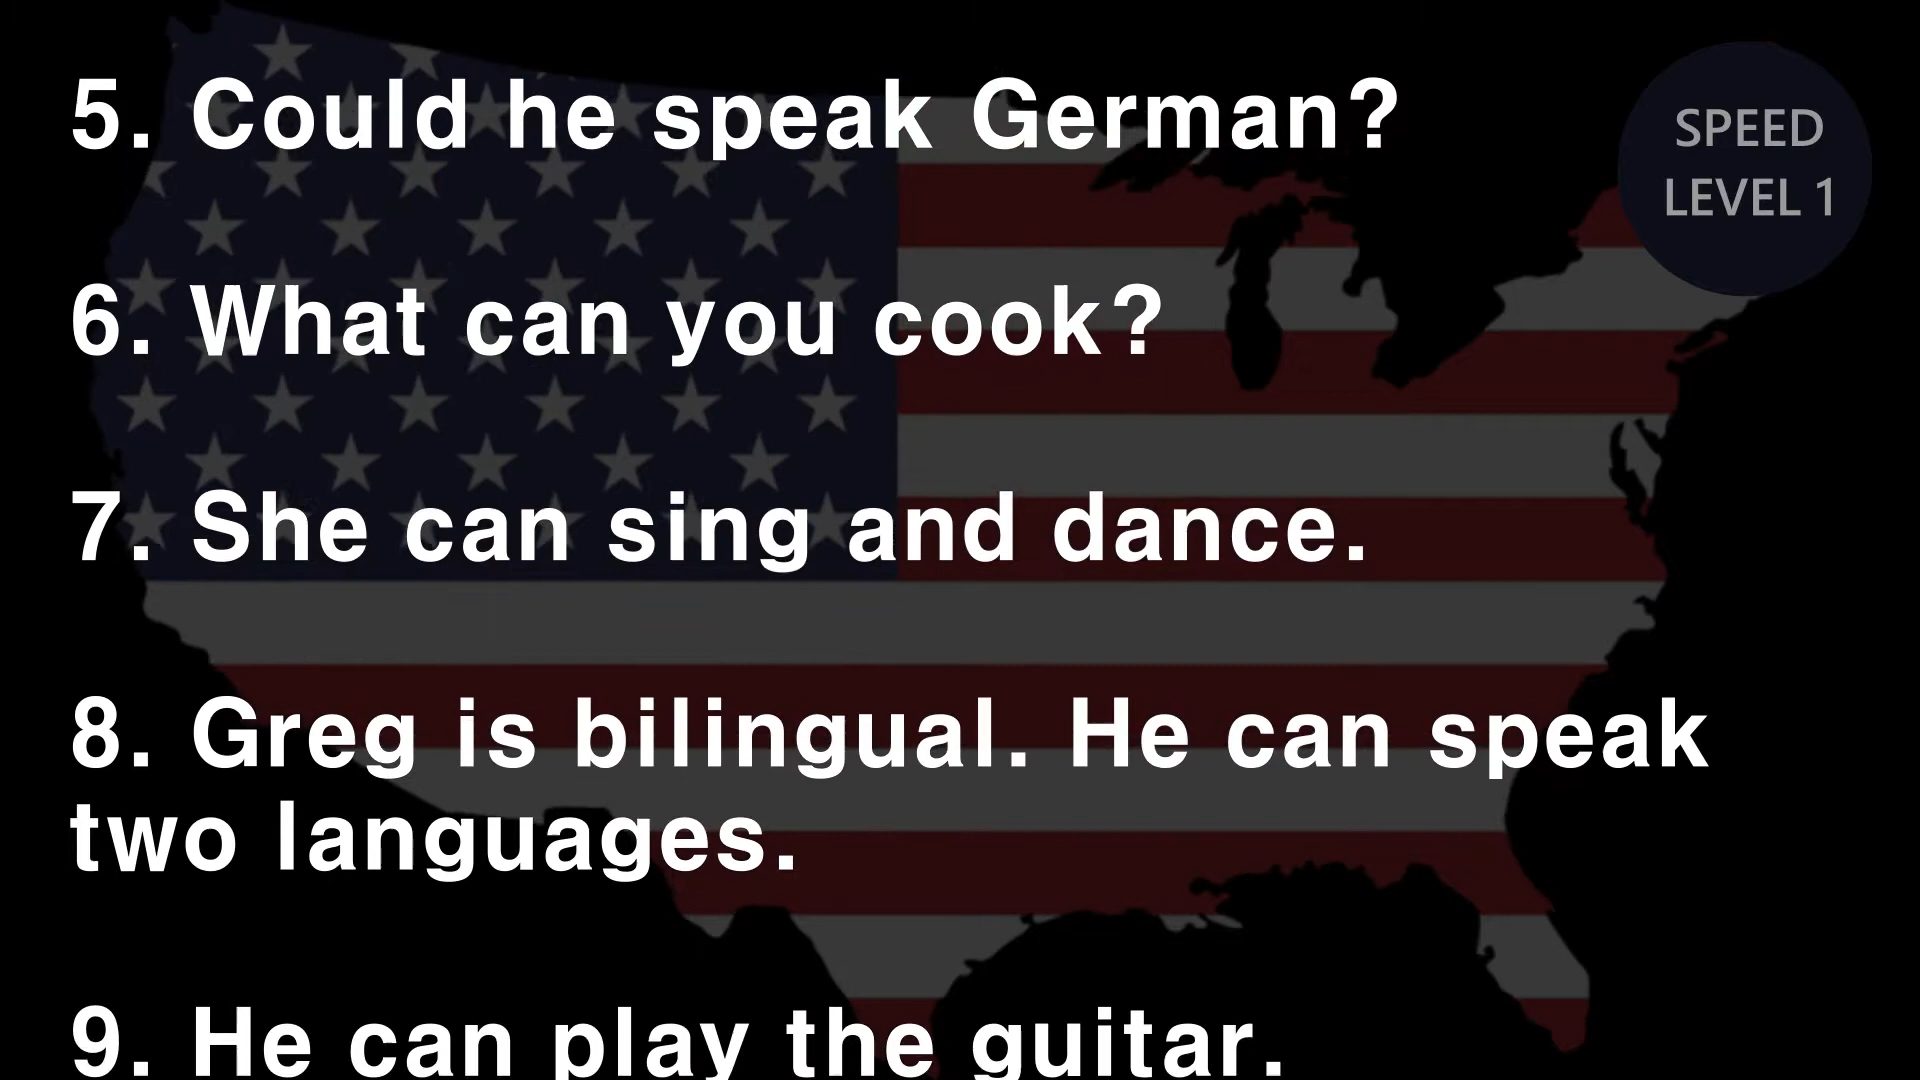 5. Could he speak German?
SPEED
LEVEL 1
6. What can you cook?
7. She can sing and dance.
8. Greg is bilingual. He can speak
two languages.
9. He can play the guitar.